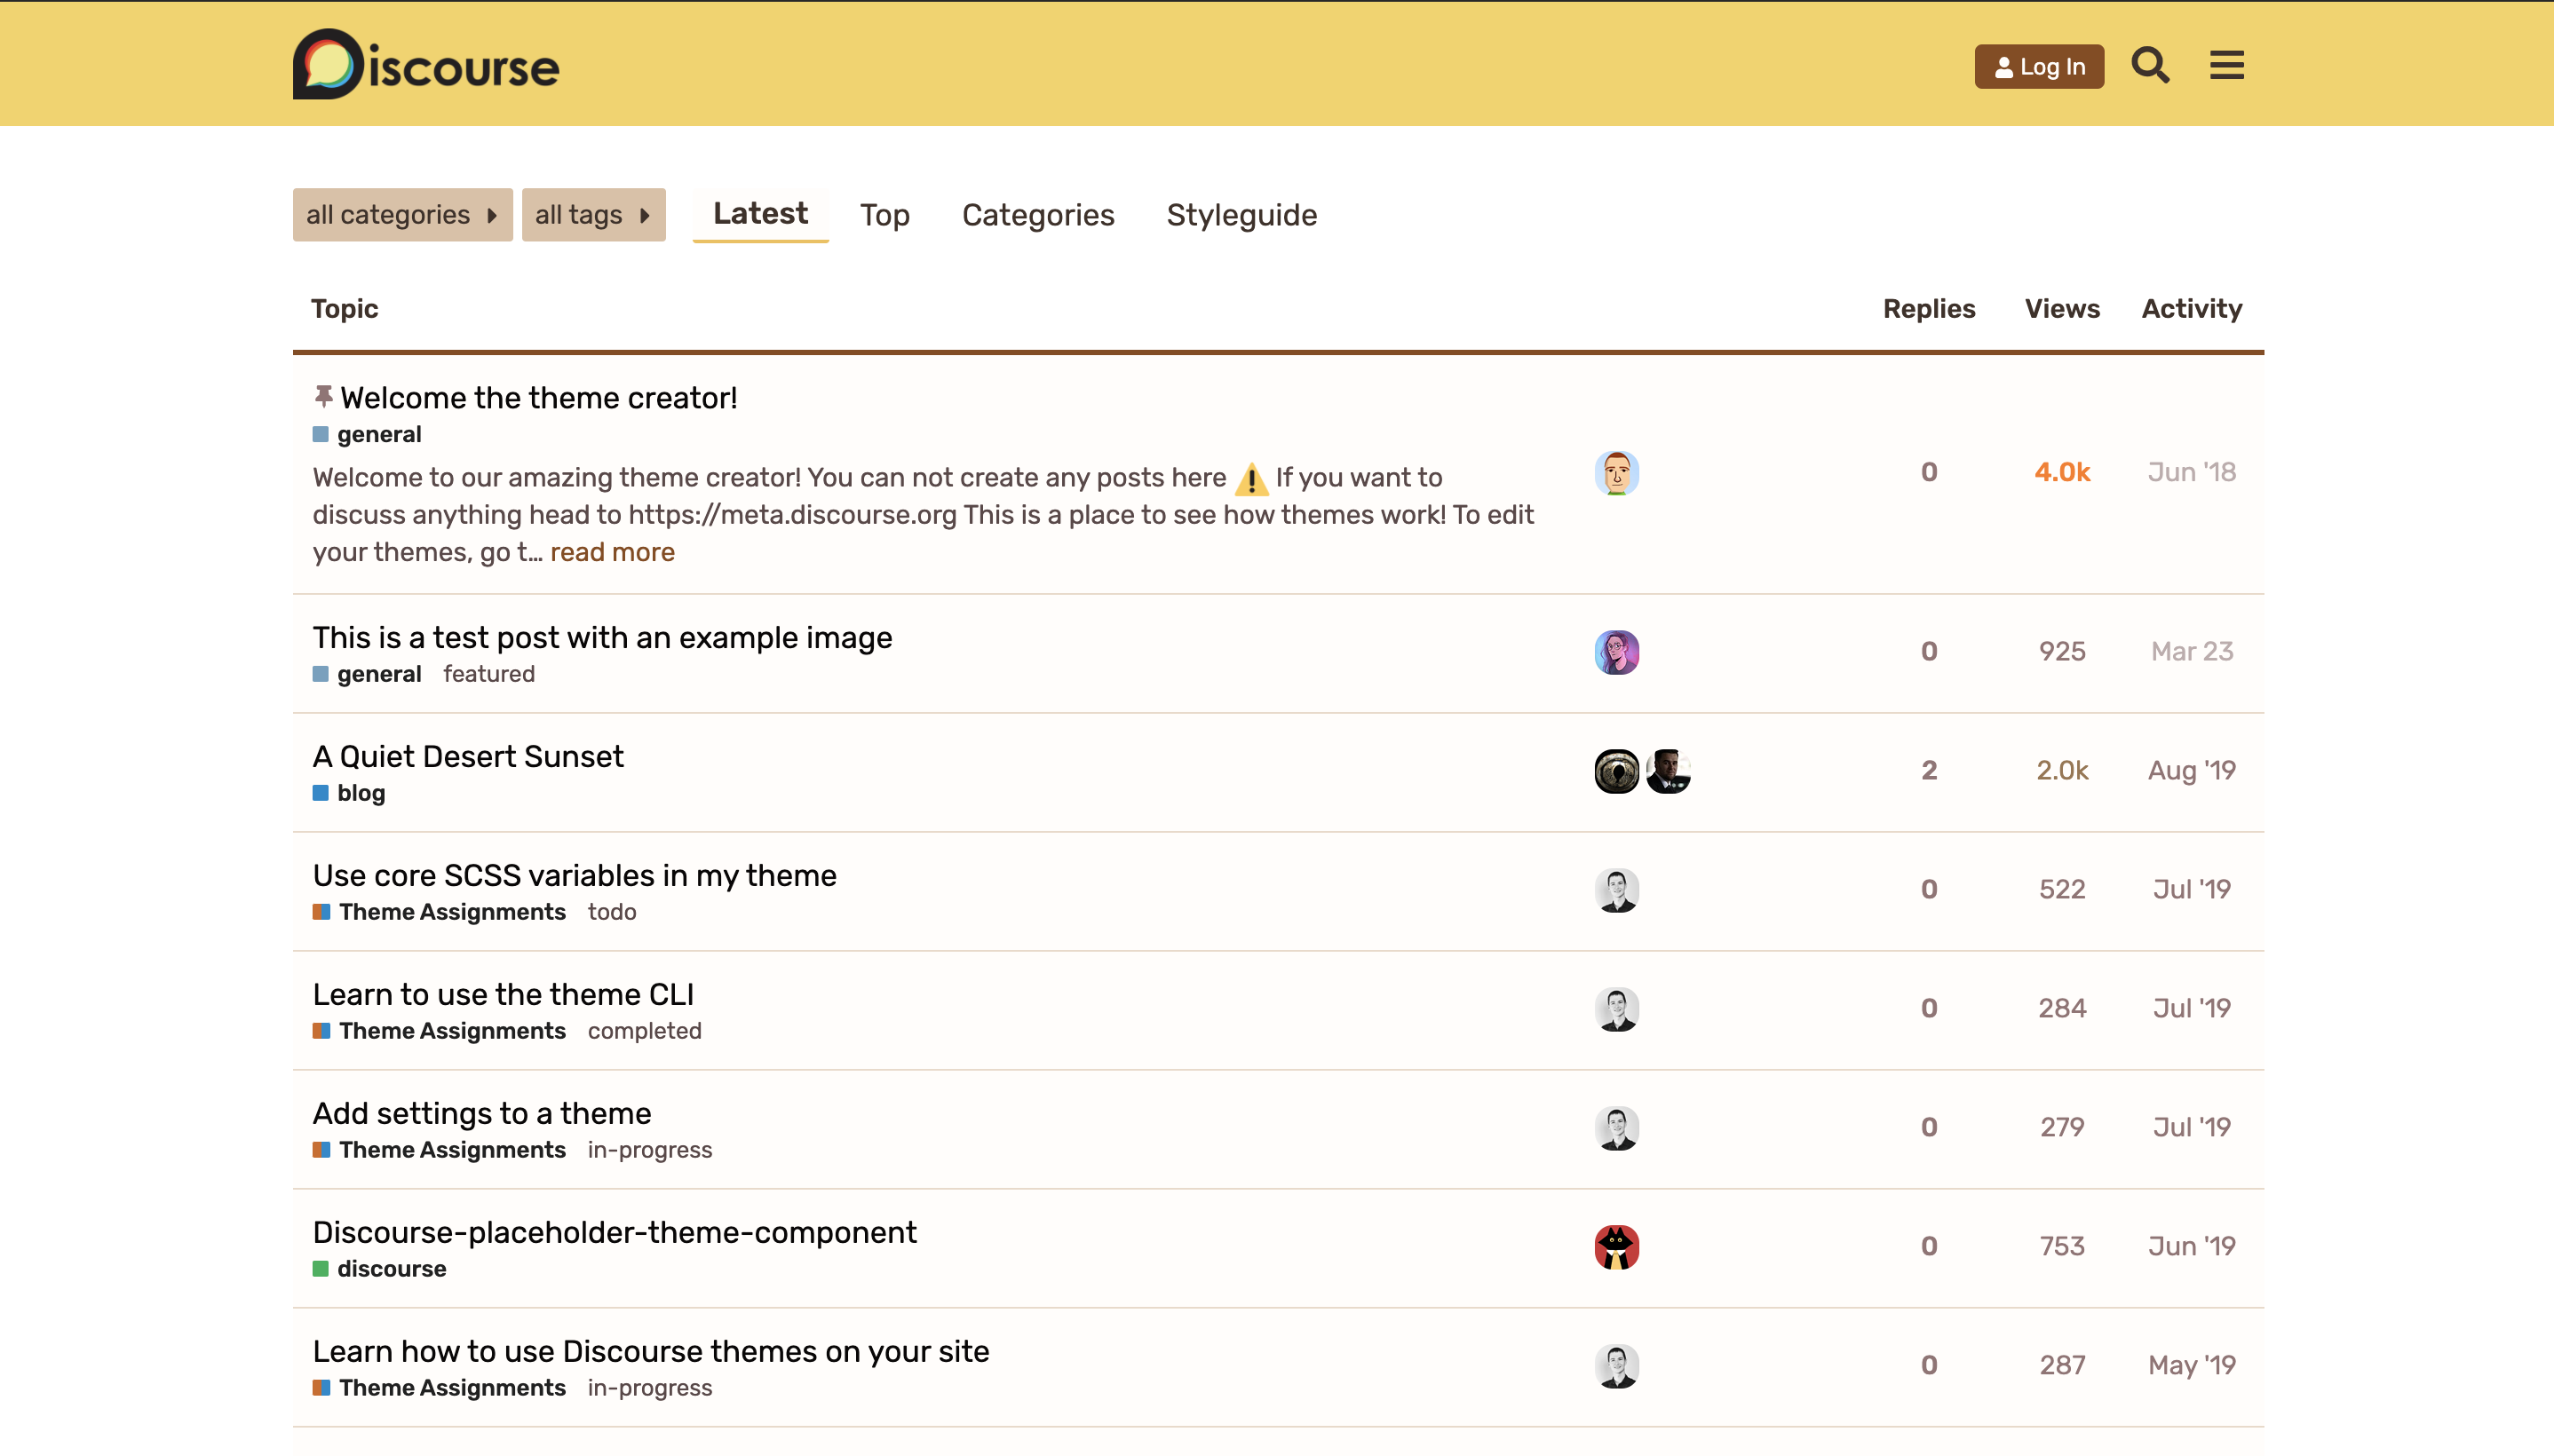 Discourse
Log In
all categories
all tags
Latest
Top
Categories
Styleguide
Topic
Replies
Views
Activity
Welcome the theme creator!
general
Welcome to our amazing theme creator! You can not create any posts here ⚠️ If you want to
discuss anything head to https://meta.discourse.org This is a place to see how themes work! To edit
your themes, go t… read more
0
4.0k
Jun '18
This is a test post with an example image
general featured
0
925
Mar 23
A Quiet Desert Sunset
blog
2
2.0k
Aug '19
Use core SCSS variables in my theme
Theme Assignments todo
0
522
Jul '19
Learn to use the theme CLI
Theme Assignments completed
0
284
Jul '19
Add settings to a theme
Theme Assignments in-progress
0
279
Jul '19
Discourse-placeholder-theme-component
discourse
0
753
Jun '19
Learn how to use Discourse themes on your site
Theme Assignments in-progress
0
287
May '19